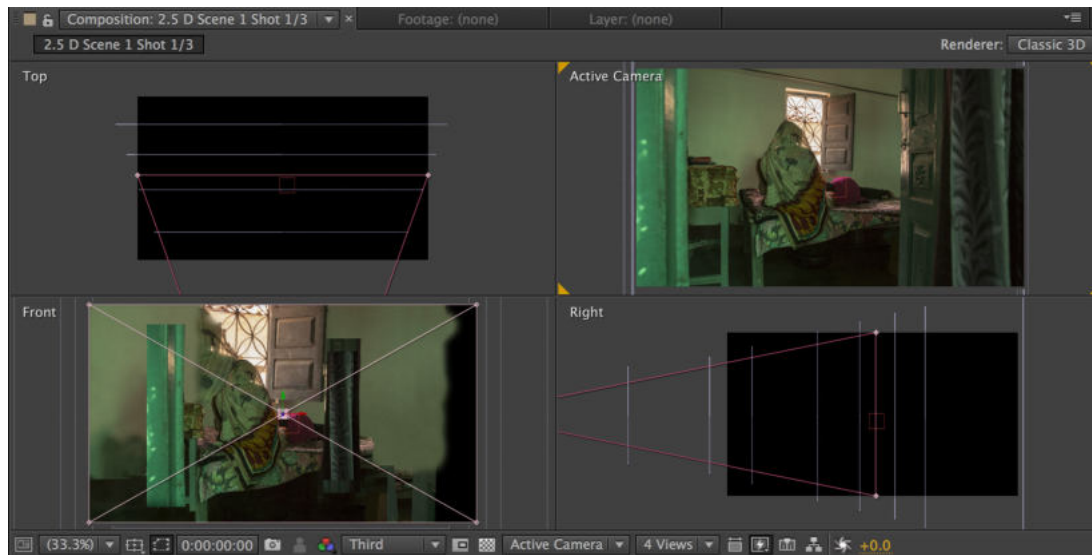 Composition: 2.5 D Scene 1 Shot 1/3 × Footage: (none) Layer: (none)
2.5 D Scene 1 Shot 1/3 Renderer: Classic 3D
Top Active Camera
Front Right
(33.3%) 0:00:00:00 Third Active Camera 4 Views +0.0